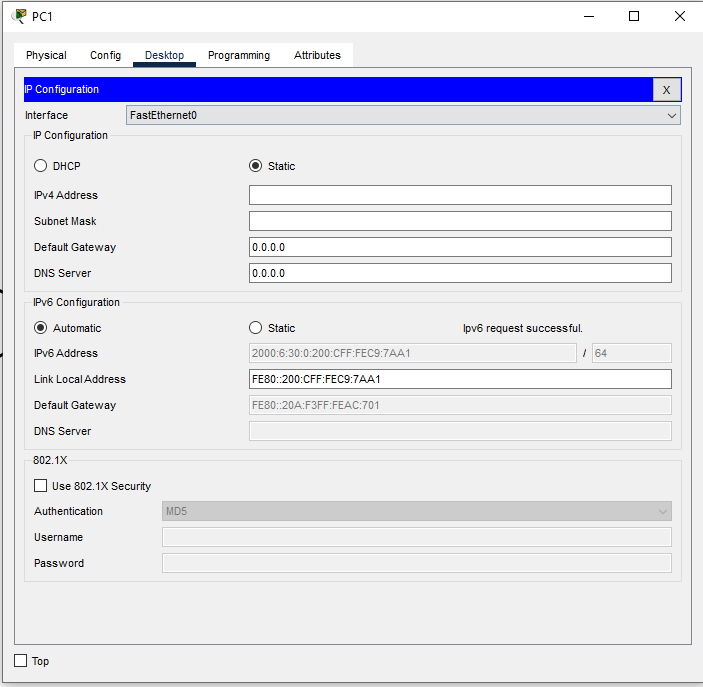 PC1
Physical Config Desktop Programming Attributes
IP Configuration X
Interface FastEthernet0
IP Configuration
DHCP Static
IPv4 Address
Subnet Mask
Default Gateway 0.0.0.0
DNS Server 0.0.0.0
IPv6 Configuration
Automatic Static Ipv6 request successful.
IPv6 Address 2000:6:30:0:200:CFF:FEC9:7AA1 / 64
Link Local Address FE80::200:CFF:FEC9:7AA1
Default Gateway FE80::20A:F3FF:FEAC:701
DNS Server
802.1X
Use 802.1X Security
Authentication MD5
Username
Password
Top